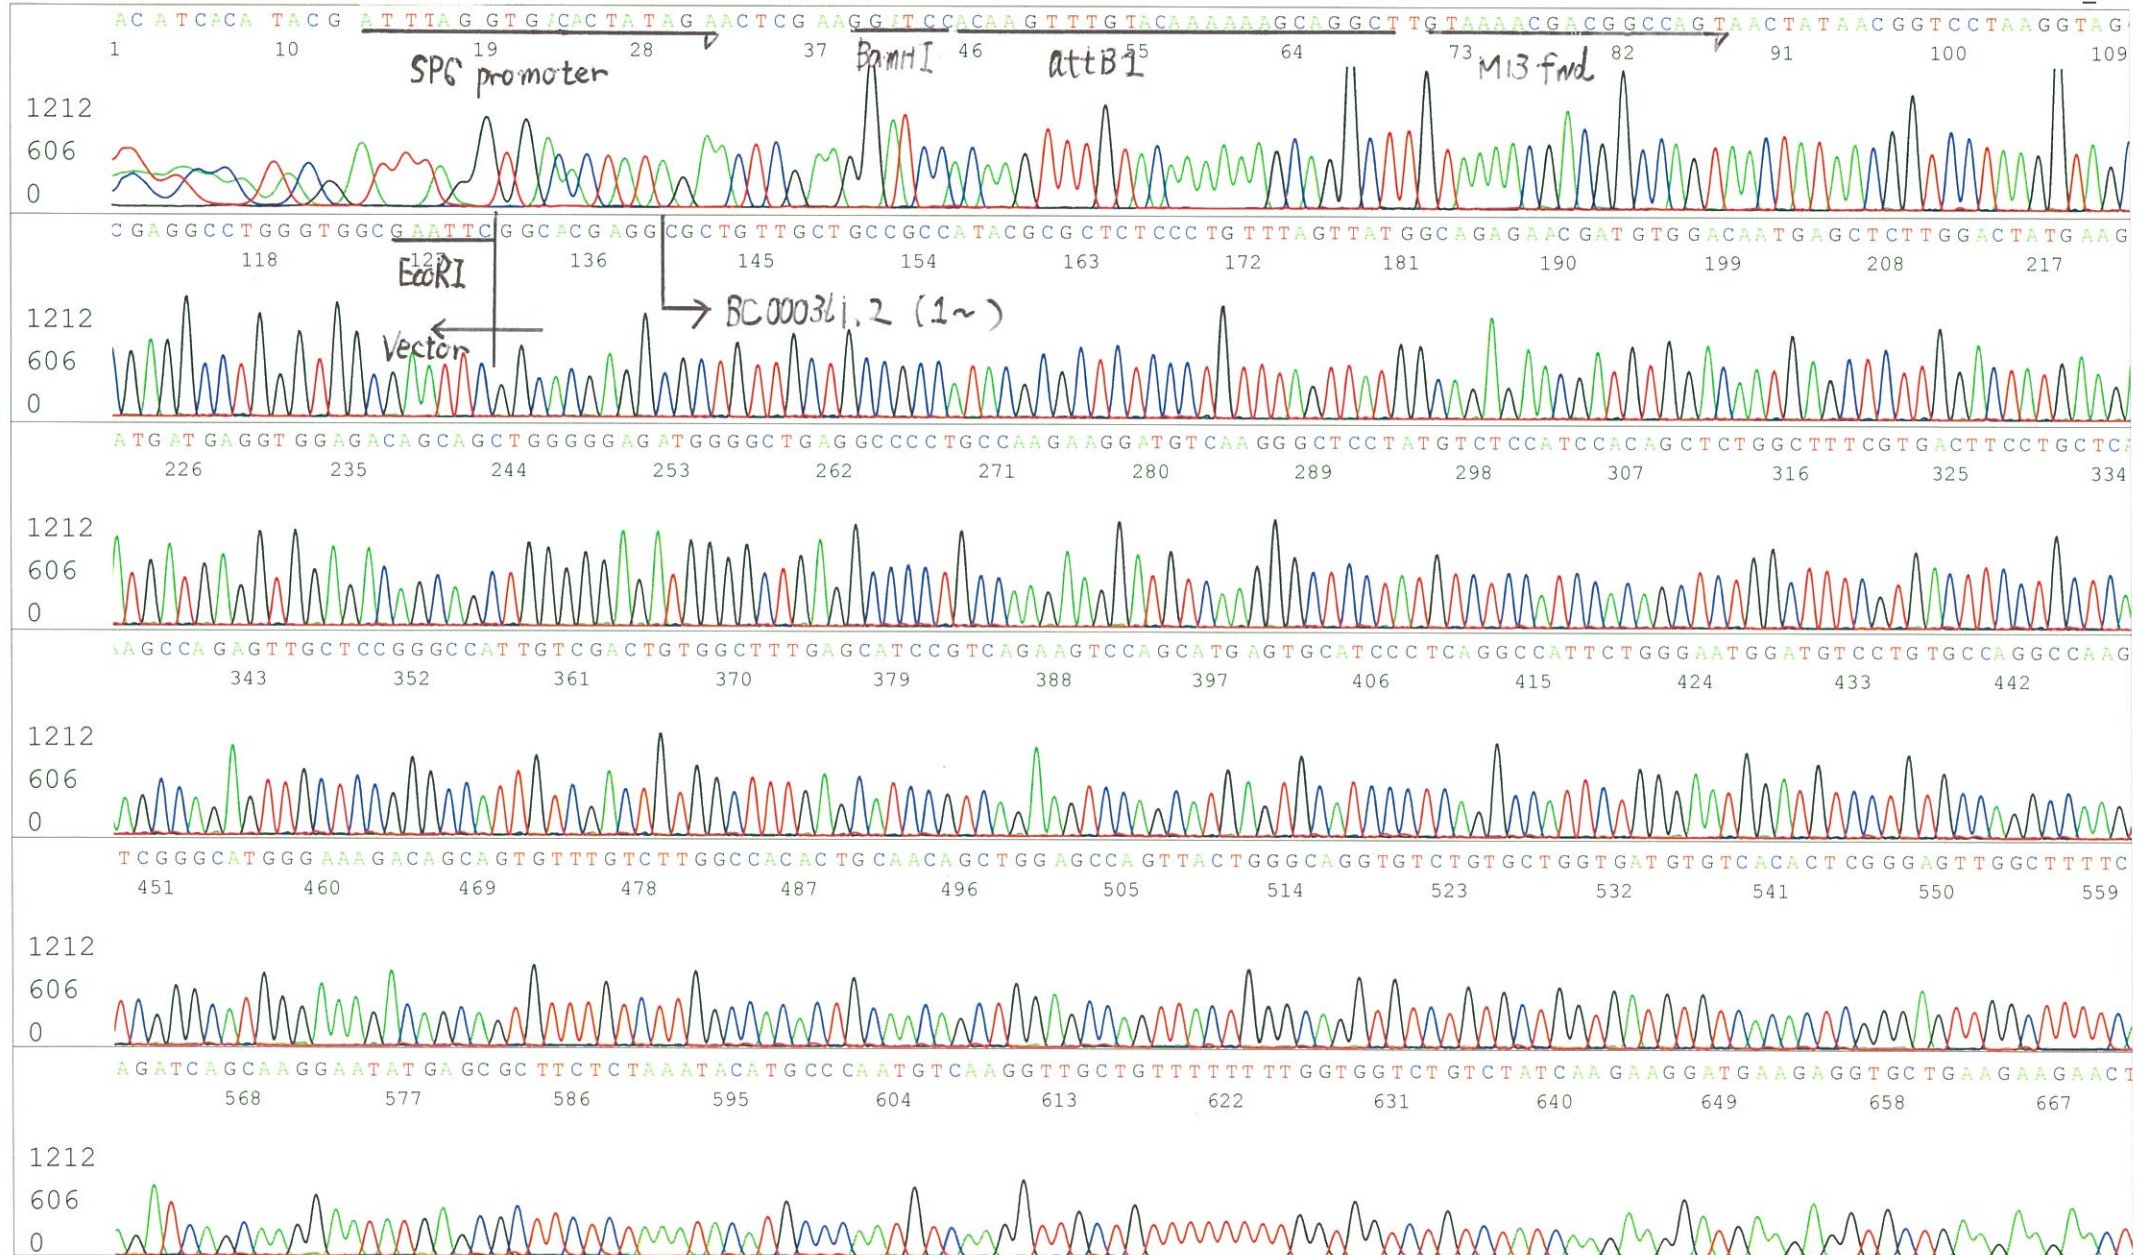 ACATCACA TACG ATTTAGGTGACACTATAGAACTCG AAGGATCCACAAGTTTGTACAAAAAAGCAGGCTTGTAAAACGACGGCCAGTAACTATAACGGTCCTAAGGTAG
1 10 19 28 37 46 55 64 73 82 91 100 109
SP6 promoter BamHI attB1 M13 fwd
1212
606
0
CGAGGCCTGGGTGGCGAATTCGGCACGAGGCGCTGTTGCTGCCGCCATACGCGCTCTCCCTGTTTAGTTATGGCAGAGAACGATGTGGACAATGAGCTCTTGGACTATGAAG
118 127 136 145 154 163 172 181 190 199 208 217
EcoRI
BC000361.2 (1~)
Vector
1212
606
0
ATGATGAGGTGGAGACAGCAGCTGGGGGAGATGGGGCTGAGGCCCCTGCCAAGAAGGATGTCAAGGGCTCCTATGTCTCCATCCACAGCTCTGGCTTTCGTGACTTCCTGCTCA
226 235 244 253 262 271 280 289 298 307 316 325 334
1212
606
0
AAGCCAGAGTTGCTCCGGGCCATTGTCGACTGTGGCTTTGAGCATCCGTCAGAAGTCCAGCATGAGTGCATCCCTCAGGCCATTCTGGGAATGGATGTCCTGTGCCAGGCCAAG
343 352 361 370 379 388 397 406 415 424 433 442
1212
606
0
TCGGGCATGGGAAAGACAGCAGTGTTTGTCTTGGCCACACTGCAACAGCTGGAGCCAGTTACTGGGCAGGTGTCTGTGCTGGTGATGTGTCACACTCGGGAGTTGGCTTTTC
451 460 469 478 487 496 505 514 523 532 541 550 559
1212
606
0
AGATCAGCAAGGAATATGAGCGCTTCTCTAAATACATGCCCAATGTCAAGGTTGCTGTTTTTTTTGGTGGTCTGTCTATCAAGAAGGATGAAGAGGTGCTGAAGAAGAACT
568 577 586 595 604 613 622 631 640 649 658 667
1212
606
0